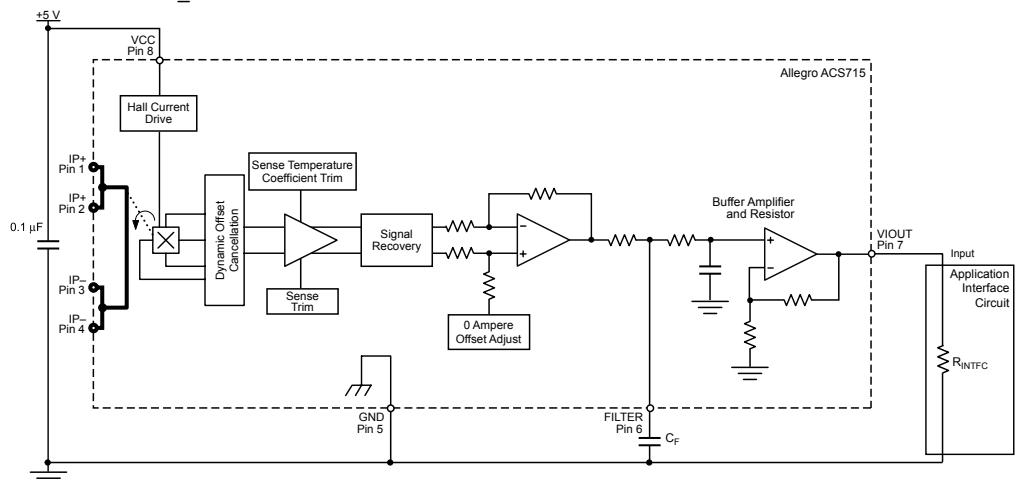 +5 V
VCC
Pin 8
Allegro ACS715
Hall Current
Drive
IP+
Pin 1
IP+
Pin 2
0.1 µF
IP–
Pin 3
IP–
Pin 4
Dynamic Offset
Cancellation
Sense Temperature
Coefficient Trim
Sense
Trim
Signal
Recovery
0 Ampere
Offset Adjust
Buffer Amplifier
and Resistor
VIOUT
Pin 7
Input
Application
Interface
Circuit
RINTFC
GND
Pin 5
FILTER
Pin 6
CF